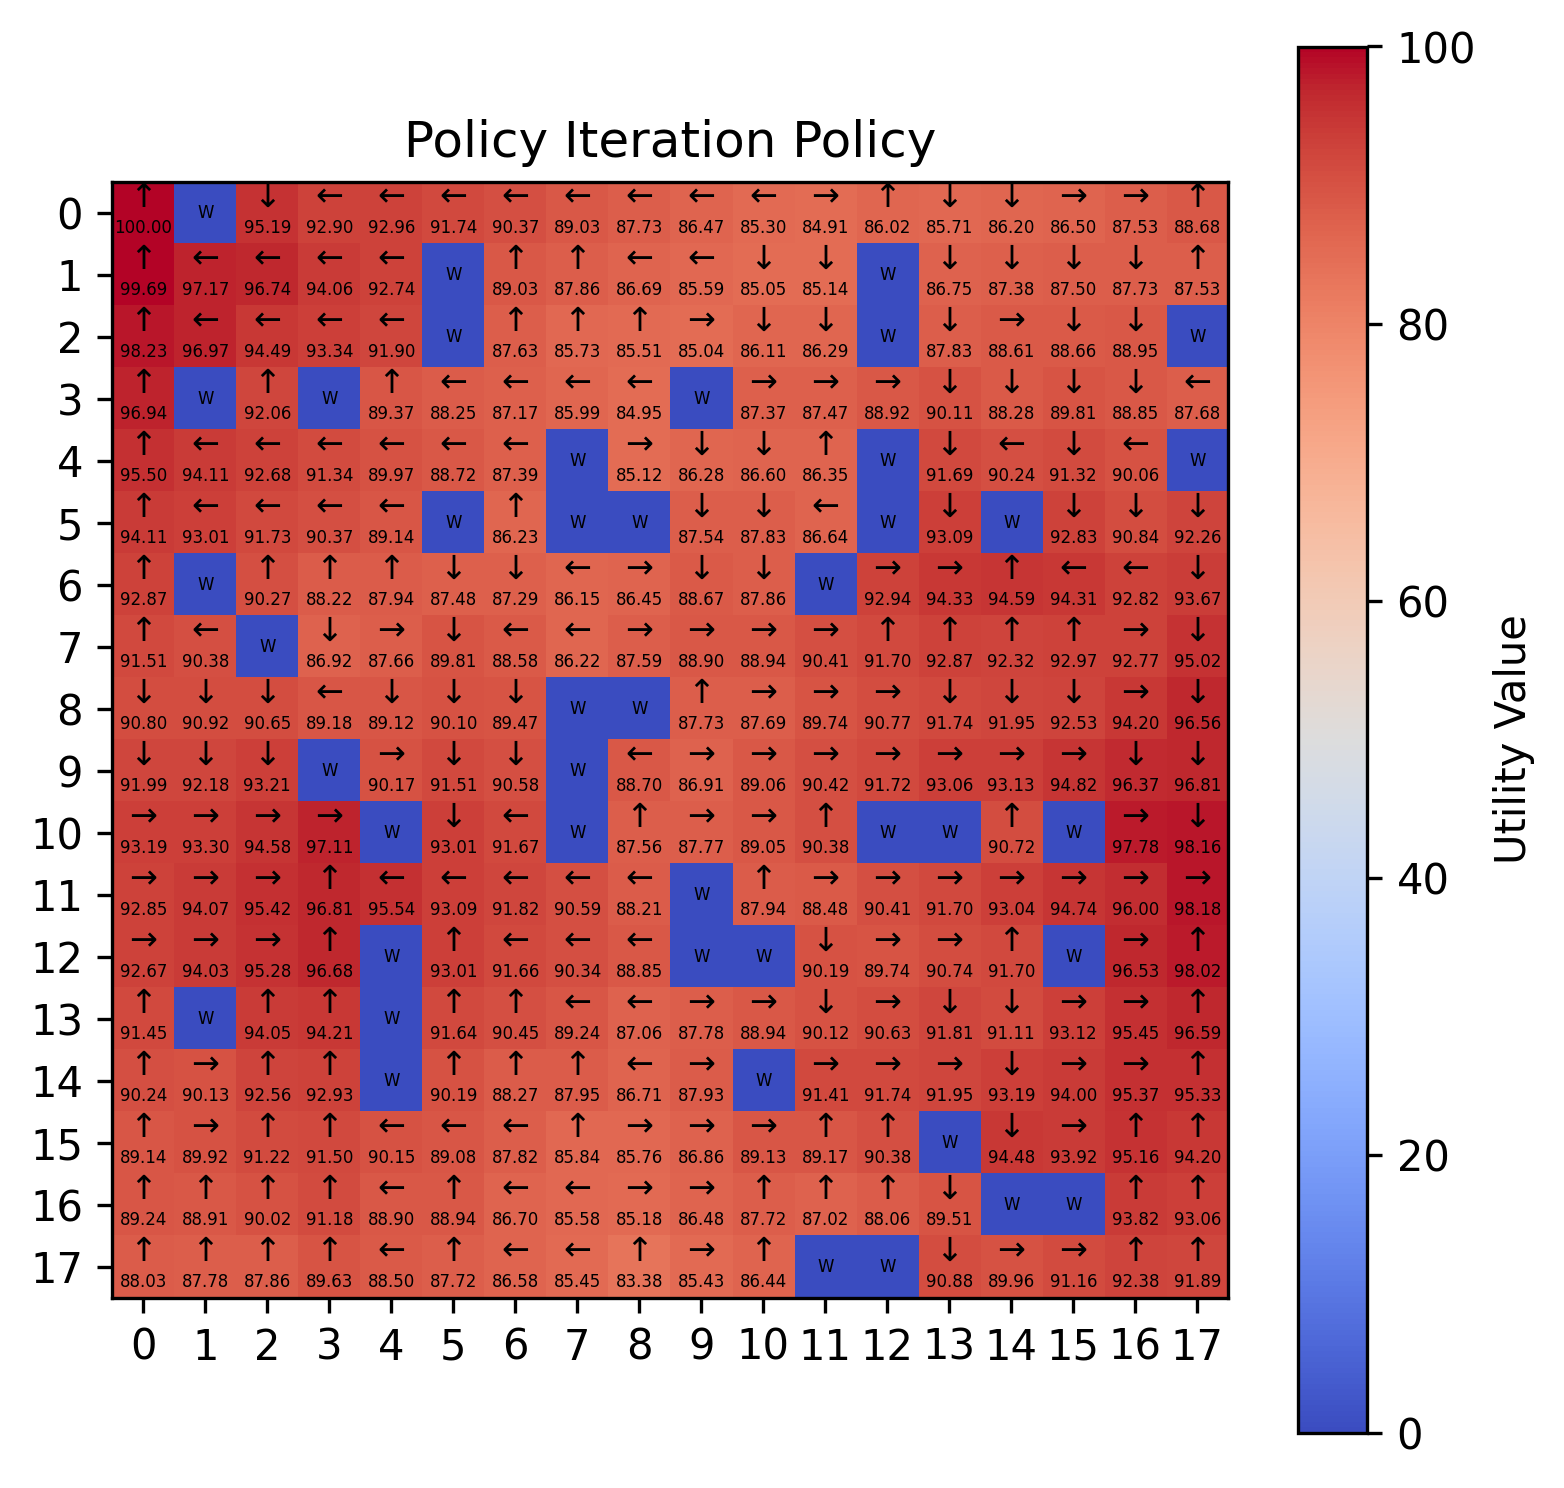 Policy Iteration Policy
0 ↑ W ↓ ← ← ← ← ← ← ← ← → ↑ ↓ ↓ → → ↑
100.00 95.19 92.90 92.96 91.74 90.37 89.03 87.73 86.47 85.30 84.91 86.02 85.71 86.20 86.50 87.53 88.68
1 ↑ ← ← ← ← W ↑ ↑ ← ← ↓ ↓ W ↓ ↓ ↓ ↓ ↑
99.69 97.17 96.74 94.06 92.74 89.03 87.86 86.69 85.59 85.05 85.14 86.75 87.38 87.50 87.73 87.53
2 ↑ ← ← ← ← W ↑ ↑ ↑ → ↓ ↓ W ↓ → ↓ ↓ W
98.23 96.97 94.49 93.34 91.90 87.63 85.73 85.51 85.04 86.11 86.29 87.83 88.61 88.66 88.95
3 ↑ W ↑ W ↑ ← ← ← ← W → → → ↓ ↓ ↓ ↓ ←
96.94 92.06 89.37 88.25 87.17 85.99 84.95 87.37 87.47 88.92 90.11 88.28 89.81 88.85 87.68
4 ↑ ← ← ← ← ← ← W → ↓ ↓ ↑ W ↓ ← ↓ ← W
95.50 94.11 92.68 91.34 89.97 88.72 87.39 85.12 86.28 86.60 86.35 91.69 90.24 91.32 90.06
5 ↑ ← ← ← ← W ↑ W W ↓ ↓ ← W ↓ W ↓ ↓ ↓
94.11 93.01 91.73 90.37 89.14 86.23 87.54 87.83 86.64 93.09 92.83 90.84 92.26
6 ↑ W ↑ ↑ ↑ ↓ ↓ ← → ↓ ↓ W → → ↑ ← ← ↓
92.87 90.27 88.22 87.94 87.48 87.29 86.15 86.45 88.67 87.86 92.94 94.33 94.59 94.31 92.82 93.67
7 ↑ ← W ↓ → ↓ ← ← → → → → ↑ ↑ ↑ ↑ → ↓
91.51 90.38 86.92 87.66 89.81 88.58 86.22 87.59 88.90 88.94 90.41 91.70 92.87 92.32 92.97 92.77 95.02
8 ↓ ↓ ↓ ← ↓ ↓ ↓ W W ↑ → → → ↓ ↓ ↓ → ↓
90.80 90.92 90.65 89.18 89.12 90.10 89.47 87.73 87.69 89.74 90.77 91.74 91.95 92.53 94.20 96.56
9 ↓ ↓ ↓ W → ↓ ↓ W ← → → → → → → → ↓ ↓
91.99 92.18 93.21 90.17 91.51 90.58 88.70 86.91 89.06 90.42 91.72 93.06 93.13 94.82 96.37 96.81
10 → → → → W ↓ ← W ↑ → → ↑ W W ↑ W → ↓
93.19 93.30 94.58 97.11 93.01 91.67 87.56 87.77 89.05 90.38 90.72 97.78 98.16
11 → → → ↑ ← ← ← ← ← W ↑ → → → → → → →
92.85 94.07 95.42 96.81 95.54 93.09 91.82 90.59 88.21 87.94 88.48 90.41 91.70 93.04 94.74 96.00 98.18
12 → → → ↑ W ↑ ← ← ← W W ↓ → → ↑ W → ↑
92.67 94.03 95.28 96.68 93.01 91.66 90.34 88.85 90.19 89.74 90.74 91.70 96.53 98.02
13 ↑ W ↑ ↑ W ↑ ↑ ← ← → → ↓ → ↓ ↓ → → ↑
91.45 94.05 94.21 91.64 90.45 89.24 87.06 87.78 88.94 90.12 90.63 91.81 91.11 93.12 95.45 96.59
14 ↑ → ↑ ↑ W ↑ ↑ ↑ ← → W → → → ↓ → → ↑
90.24 90.13 92.56 92.93 90.19 88.27 87.95 86.71 87.93 91.41 91.74 91.95 93.19 94.00 95.37 95.33
15 ↑ → ↑ ↑ ← ← ← ↑ → → → ↑ ↑ W ↓ → ↑ ↑
89.14 89.92 91.22 91.50 90.15 89.08 87.82 85.84 85.76 86.86 89.13 89.17 90.38 94.48 93.92 95.16 94.20
16 ↑ ↑ ↑ ↑ ← ↑ ← ← → → ↑ ↑ ↑ ↓ W W ↑ ↑
89.24 88.91 90.02 91.18 88.90 88.94 86.70 85.58 85.18 86.48 87.72 87.02 88.06 89.51 93.82 93.06
17 ↑ ↑ ↑ ↑ ← ↑ ← ← ↑ → ↑ W W ↓ → → ↑ ↑
88.03 87.78 87.86 89.63 88.50 87.72 86.58 85.45 83.38 85.43 86.44 90.88 89.96 91.16 92.38 91.89
0 1 2 3 4 5 6 7 8 9 10 11 12 13 14 15 16 17
100
80
60
40
20
0
Utility Value